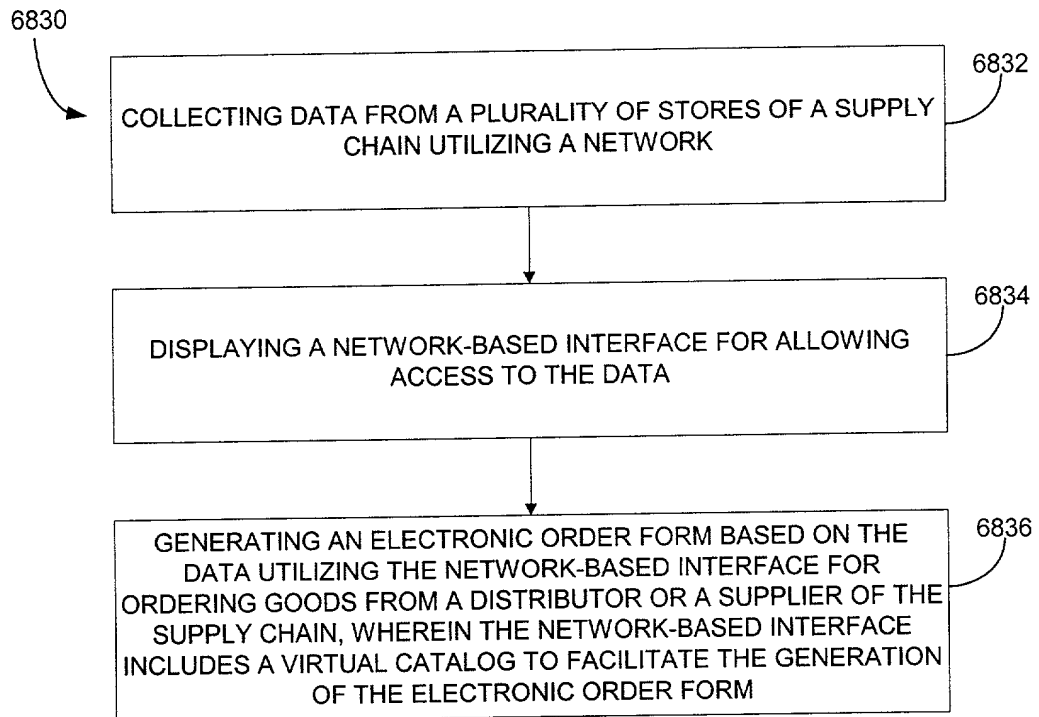 6830
6832
COLLECTING DATA FROM A PLURALITY OF STORES OF A SUPPLY
CHAIN UTILIZING A NETWORK
6834
DISPLAYING A NETWORK-BASED INTERFACE FOR ALLOWING
ACCESS TO THE DATA
6836
GENERATING AN ELECTRONIC ORDER FORM BASED ON THE
DATA UTILIZING THE NETWORK-BASED INTERFACE FOR
ORDERING GOODS FROM A DISTRIBUTOR OR A SUPPLIER OF THE
SUPPLY CHAIN, WHEREIN THE NETWORK-BASED INTERFACE
INCLUDES A VIRTUAL CATALOG TO FACILITATE THE GENERATION
OF THE ELECTRONIC ORDER FORM